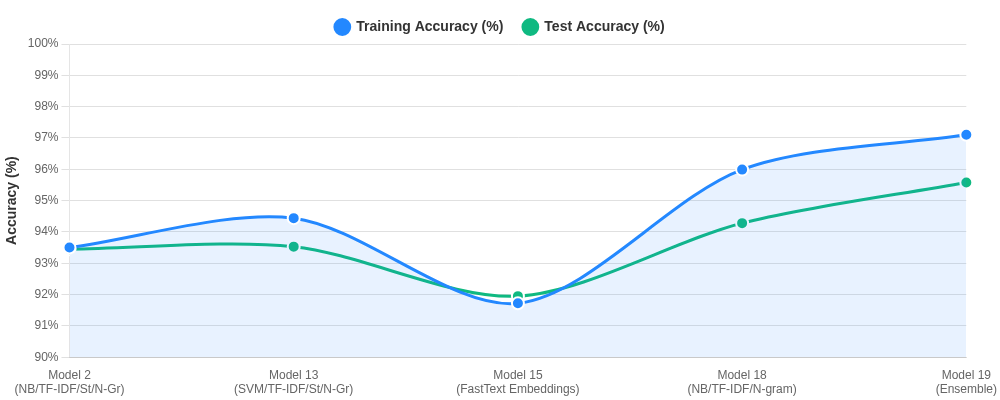 Training Accuracy (%) Test Accuracy (%)
100%
99%
98%
97%
96%
95%
94%
93%
92%
91%
90%
Accuracy (%)
Model 2
(NB/TF-IDF/St/N-Gr)
Model 13
(SVM/TF-IDF/St/N-Gr)
Model 15
(FastText Embeddings)
Model 18
(NB/TF-IDF/N-gram)
Model 19
(Ensemble)